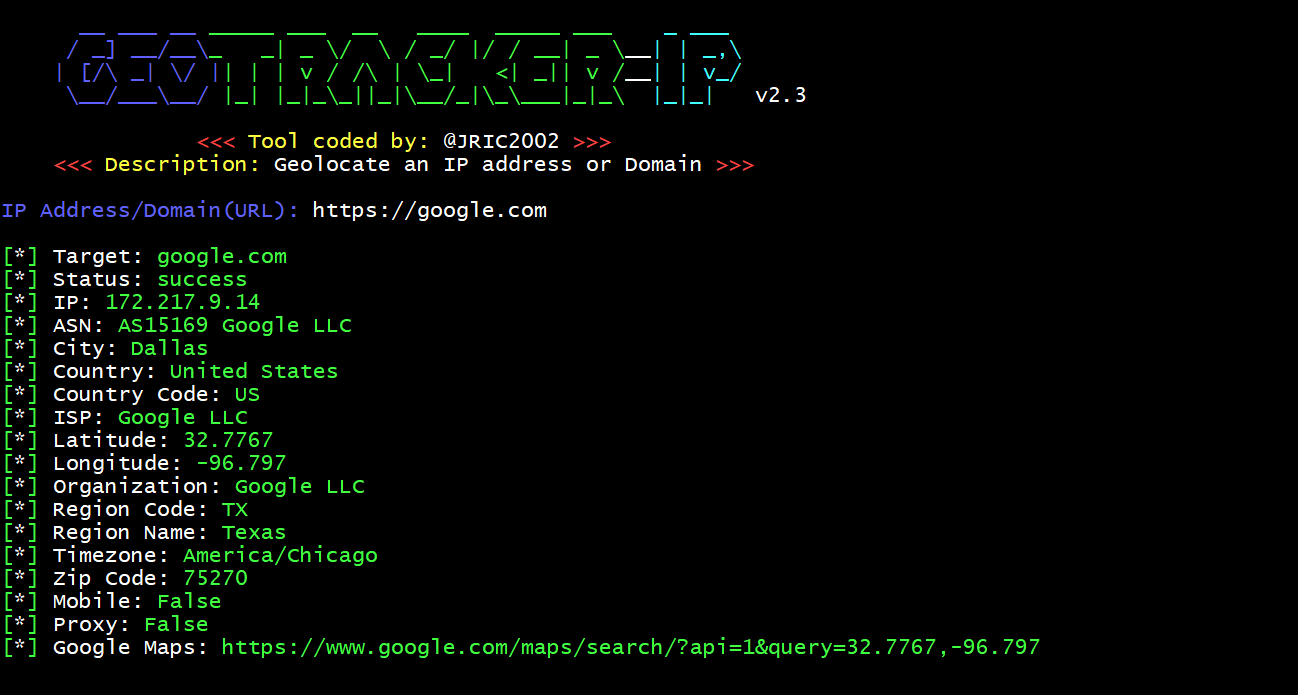 GEOTRACKER-IP v2.3
<<< Tool coded by: @JRIC2002 >>>
<<< Description: Geolocate an IP address or Domain >>>
IP Address/Domain(URL): https://google.com
[*] Target: google.com
[*] Status: success
[*] IP: 172.217.9.14
[*] ASN: AS15169 Google LLC
[*] City: Dallas
[*] Country: United States
[*] Country Code: US
[*] ISP: Google LLC
[*] Latitude: 32.7767
[*] Longitude: -96.797
[*] Organization: Google LLC
[*] Region Code: TX
[*] Region Name: Texas
[*] Timezone: America/Chicago
[*] Zip Code: 75270
[*] Mobile: False
[*] Proxy: False
[*] Google Maps: https://www.google.com/maps/search/?api=1&query=32.7767,-96.797